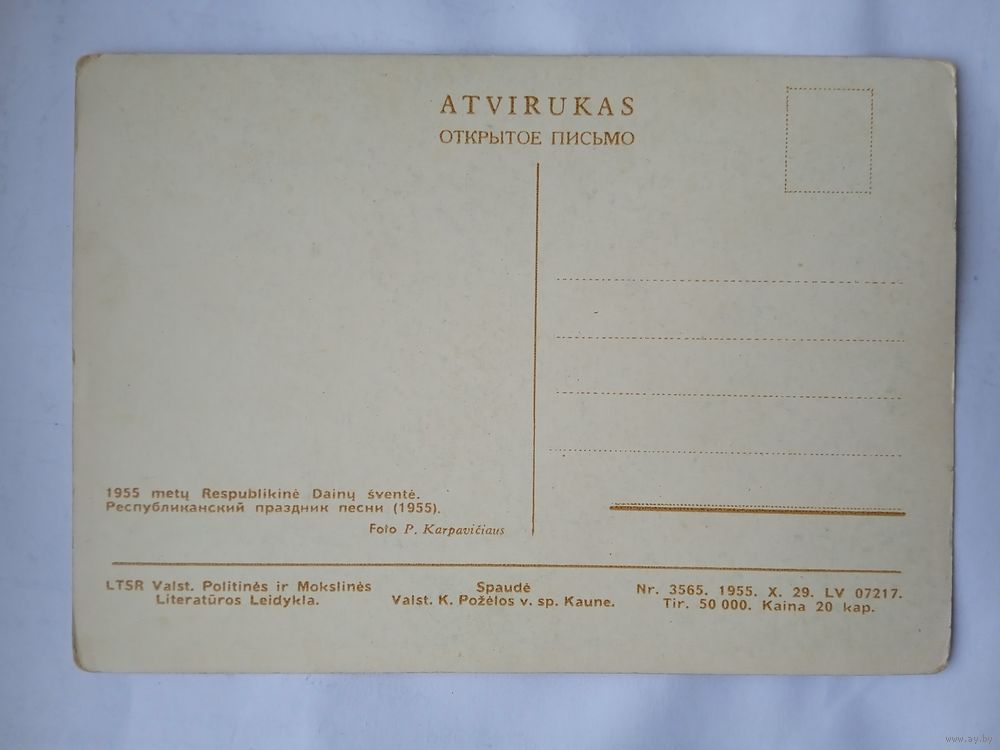 ATVIRUKAS
ОТКРЫТОЕ ПИСЬМО
1955 metų Respublikinė Dainų šventė.
Республиканский праздник песни (1955).
Foto P. Karpavičiaus
LTSR Valst. Politinės ir Mokslinės
Literatūros Leidykla.
Spaudė
Valst. K. Požėlos v. sp. Kaune.
Nr. 3565. 1955. X. 29. LV 07217.
Tir. 50 000. Kaina 20 kap.
www.ay.by